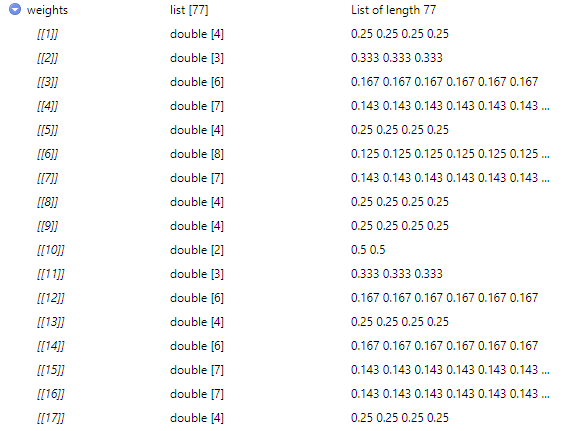 weights list [77] List of length 77
[[1]] double [4] 0.25 0.25 0.25 0.25
[[2]] double [3] 0.333 0.333 0.333
[[3]] double [6] 0.167 0.167 0.167 0.167 0.167 0.167
[[4]] double [7] 0.143 0.143 0.143 0.143 0.143 0.143 ...
[[5]] double [4] 0.25 0.25 0.25 0.25
[[6]] double [8] 0.125 0.125 0.125 0.125 0.125 0.125 ...
[[7]] double [7] 0.143 0.143 0.143 0.143 0.143 0.143 ...
[[8]] double [4] 0.25 0.25 0.25 0.25
[[9]] double [4] 0.25 0.25 0.25 0.25
[[10]] double [2] 0.5 0.5
[[11]] double [3] 0.333 0.333 0.333
[[12]] double [6] 0.167 0.167 0.167 0.167 0.167 0.167
[[13]] double [4] 0.25 0.25 0.25 0.25
[[14]] double [6] 0.167 0.167 0.167 0.167 0.167 0.167
[[15]] double [7] 0.143 0.143 0.143 0.143 0.143 0.143 ...
[[16]] double [7] 0.143 0.143 0.143 0.143 0.143 0.143 ...
[[17]] double [4] 0.25 0.25 0.25 0.25